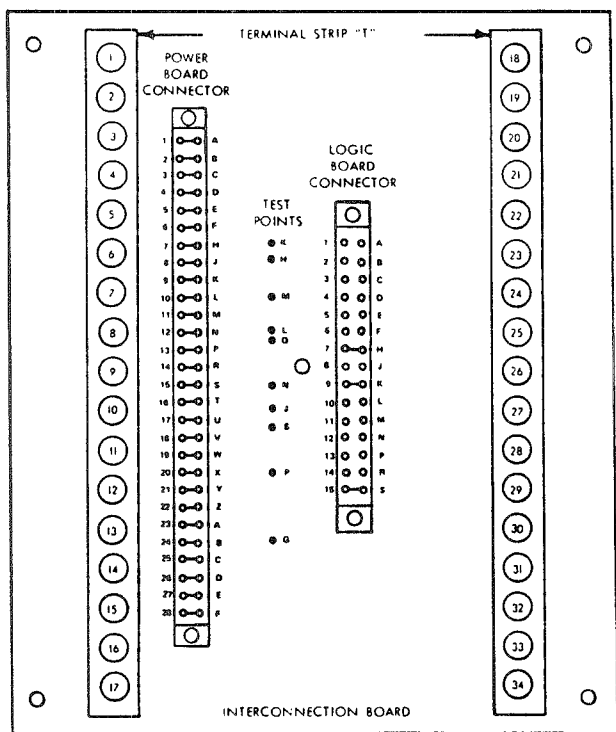 TERMINAL STRIP "T"
POWER
BOARD
CONNECTOR
LOGIC
BOARD
CONNECTOR
TEST
POINTS
1
2
3
4
5
6
7
8
9
10
11
12
13
14
15
16
17
1 A
2 B
3 C
4 D
5 E
6 F
7 H
8 J
9 K
10 L
11 M
12 N
13 P
14 R
15 S
16 T
17 U
18 V
19 W
20 X
21 Y
22 Z
23 A
24 B
25 C
26 D
27 E
28 F
K
H
M
L
N
J
P
G
1 A
2 B
3 C
4 D
5 E
6 F
7 H
8 J
9 K
10 L
11 M
12 N
13 P
14 R
15 S
18
19
20
21
22
23
24
25
26
27
28
29
30
31
32
33
34
INTERCONNECTION BOARD